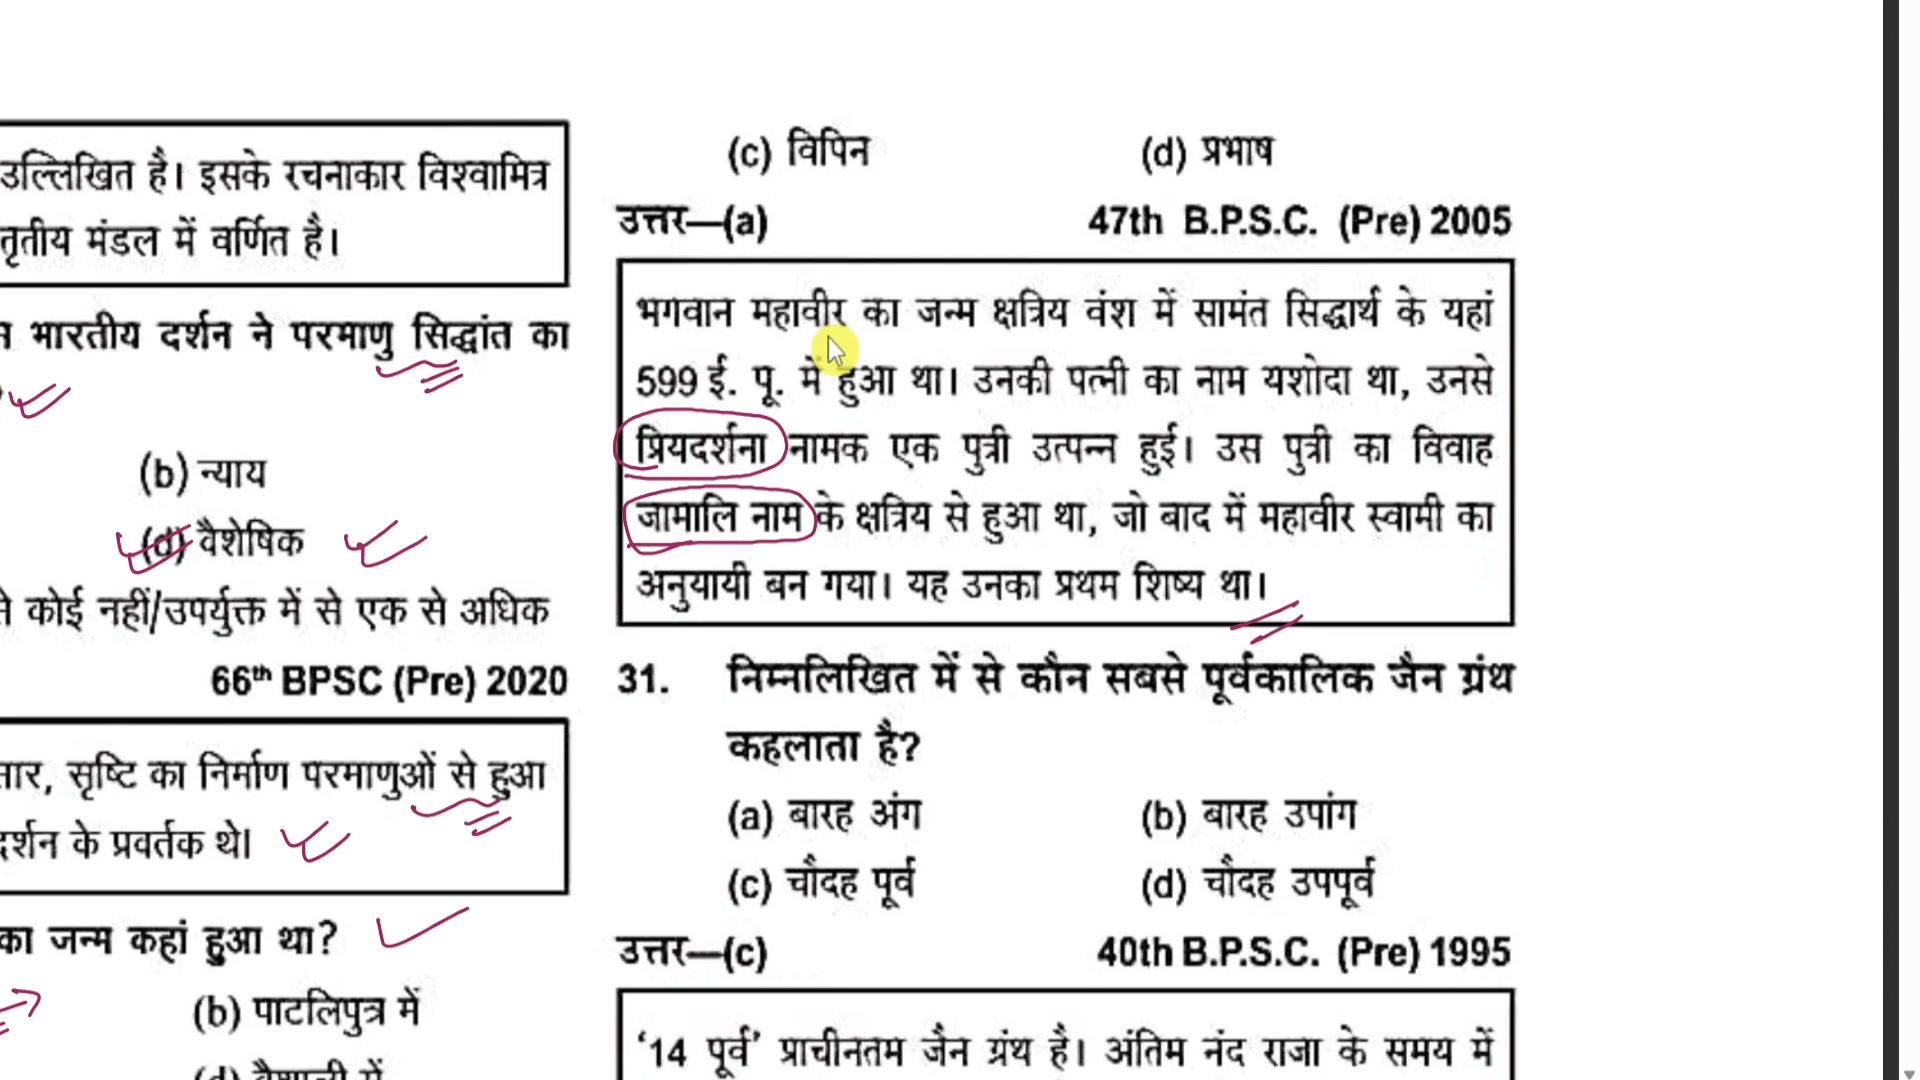 उल्लिखित है। इसके रचनाकार विश्वामित्र
तृतीय मंडल में वर्णित है।
भारतीय दर्शन ने परमाणु सिद्धांत का
(b) न्याय
(d) वैशेषिक
कोई नहीं/उपर्युक्त में से एक से अधिक
66th BPSC (Pre) 2020
सृष्टि का निर्माण परमाणुओं से हुआ
दर्शन के प्रवर्तक थे।
का जन्म कहां हुआ था?
(b) पाटलिपुत्र में
(d) वैशाली में
(c) विपिन (d) प्रभाष
उत्तर—(a) 47th B.P.S.C. (Pre) 2005
भगवान महावीर का जन्म क्षत्रिय वंश में सामंत सिद्धार्थ के यहां
599 ई. पू. में हुआ था। उनकी पत्नी का नाम यशोदा था, उनसे
प्रियदर्शना नामक एक पुत्री उत्पन्न हुई। उस पुत्री का विवाह
जामालि नाम के क्षत्रिय से हुआ था, जो बाद में महावीर स्वामी का
अनुयायी बन गया। यह उनका प्रथम शिष्य था।
31. निम्नलिखित में से कौन सबसे पूर्वकालिक जैन ग्रंथ
कहलाता है?
(a) बारह अंग (b) बारह उपांग
(c) चौदह पूर्व (d) चौदह उपपूर्व
उत्तर—(c) 40th B.P.S.C. (Pre) 1995
‘14 पूर्व’ प्राचीनतम जैन ग्रंथ है। अंतिम नंद राजा के समय में